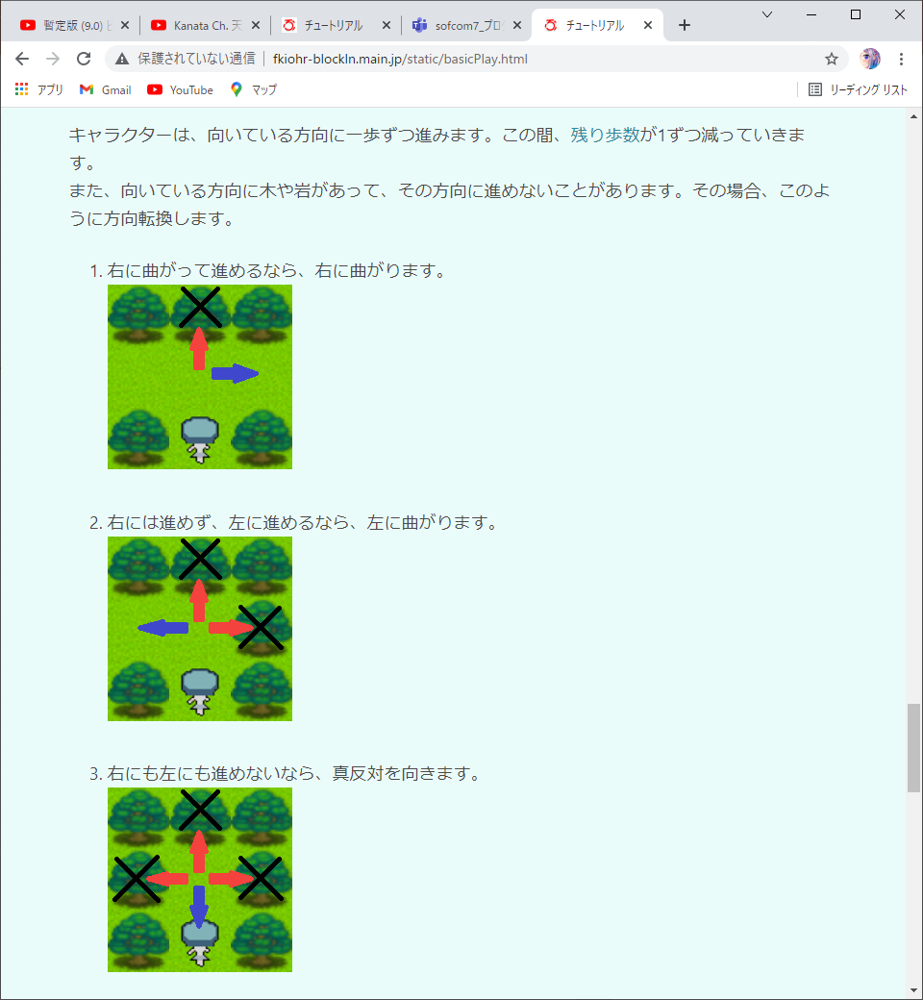 暫定版 (9.0)
Kanata Ch. 天
チュートリアル
sofcom7_プロ
チュートリアル
保護されていない通信
fkiohr-blockln.main.jp/static/basicPlay.html
アプリ
Gmail
YouTube
マップ
リーディング リスト
キャラクターは、向いている方向に一歩ずつ進みます。この間、残り歩数が1ずつ減っていきま
す。
また、向いている方向に木や岩があって、その方向に進めないことがあります。その場合、このよ
うに方向転換します。
1. 右に曲がって進めるなら、右に曲がります。
2. 右には進めず、左に進めるなら、左に曲がります。
3. 右にも左にも進めないなら、真反対を向きます。